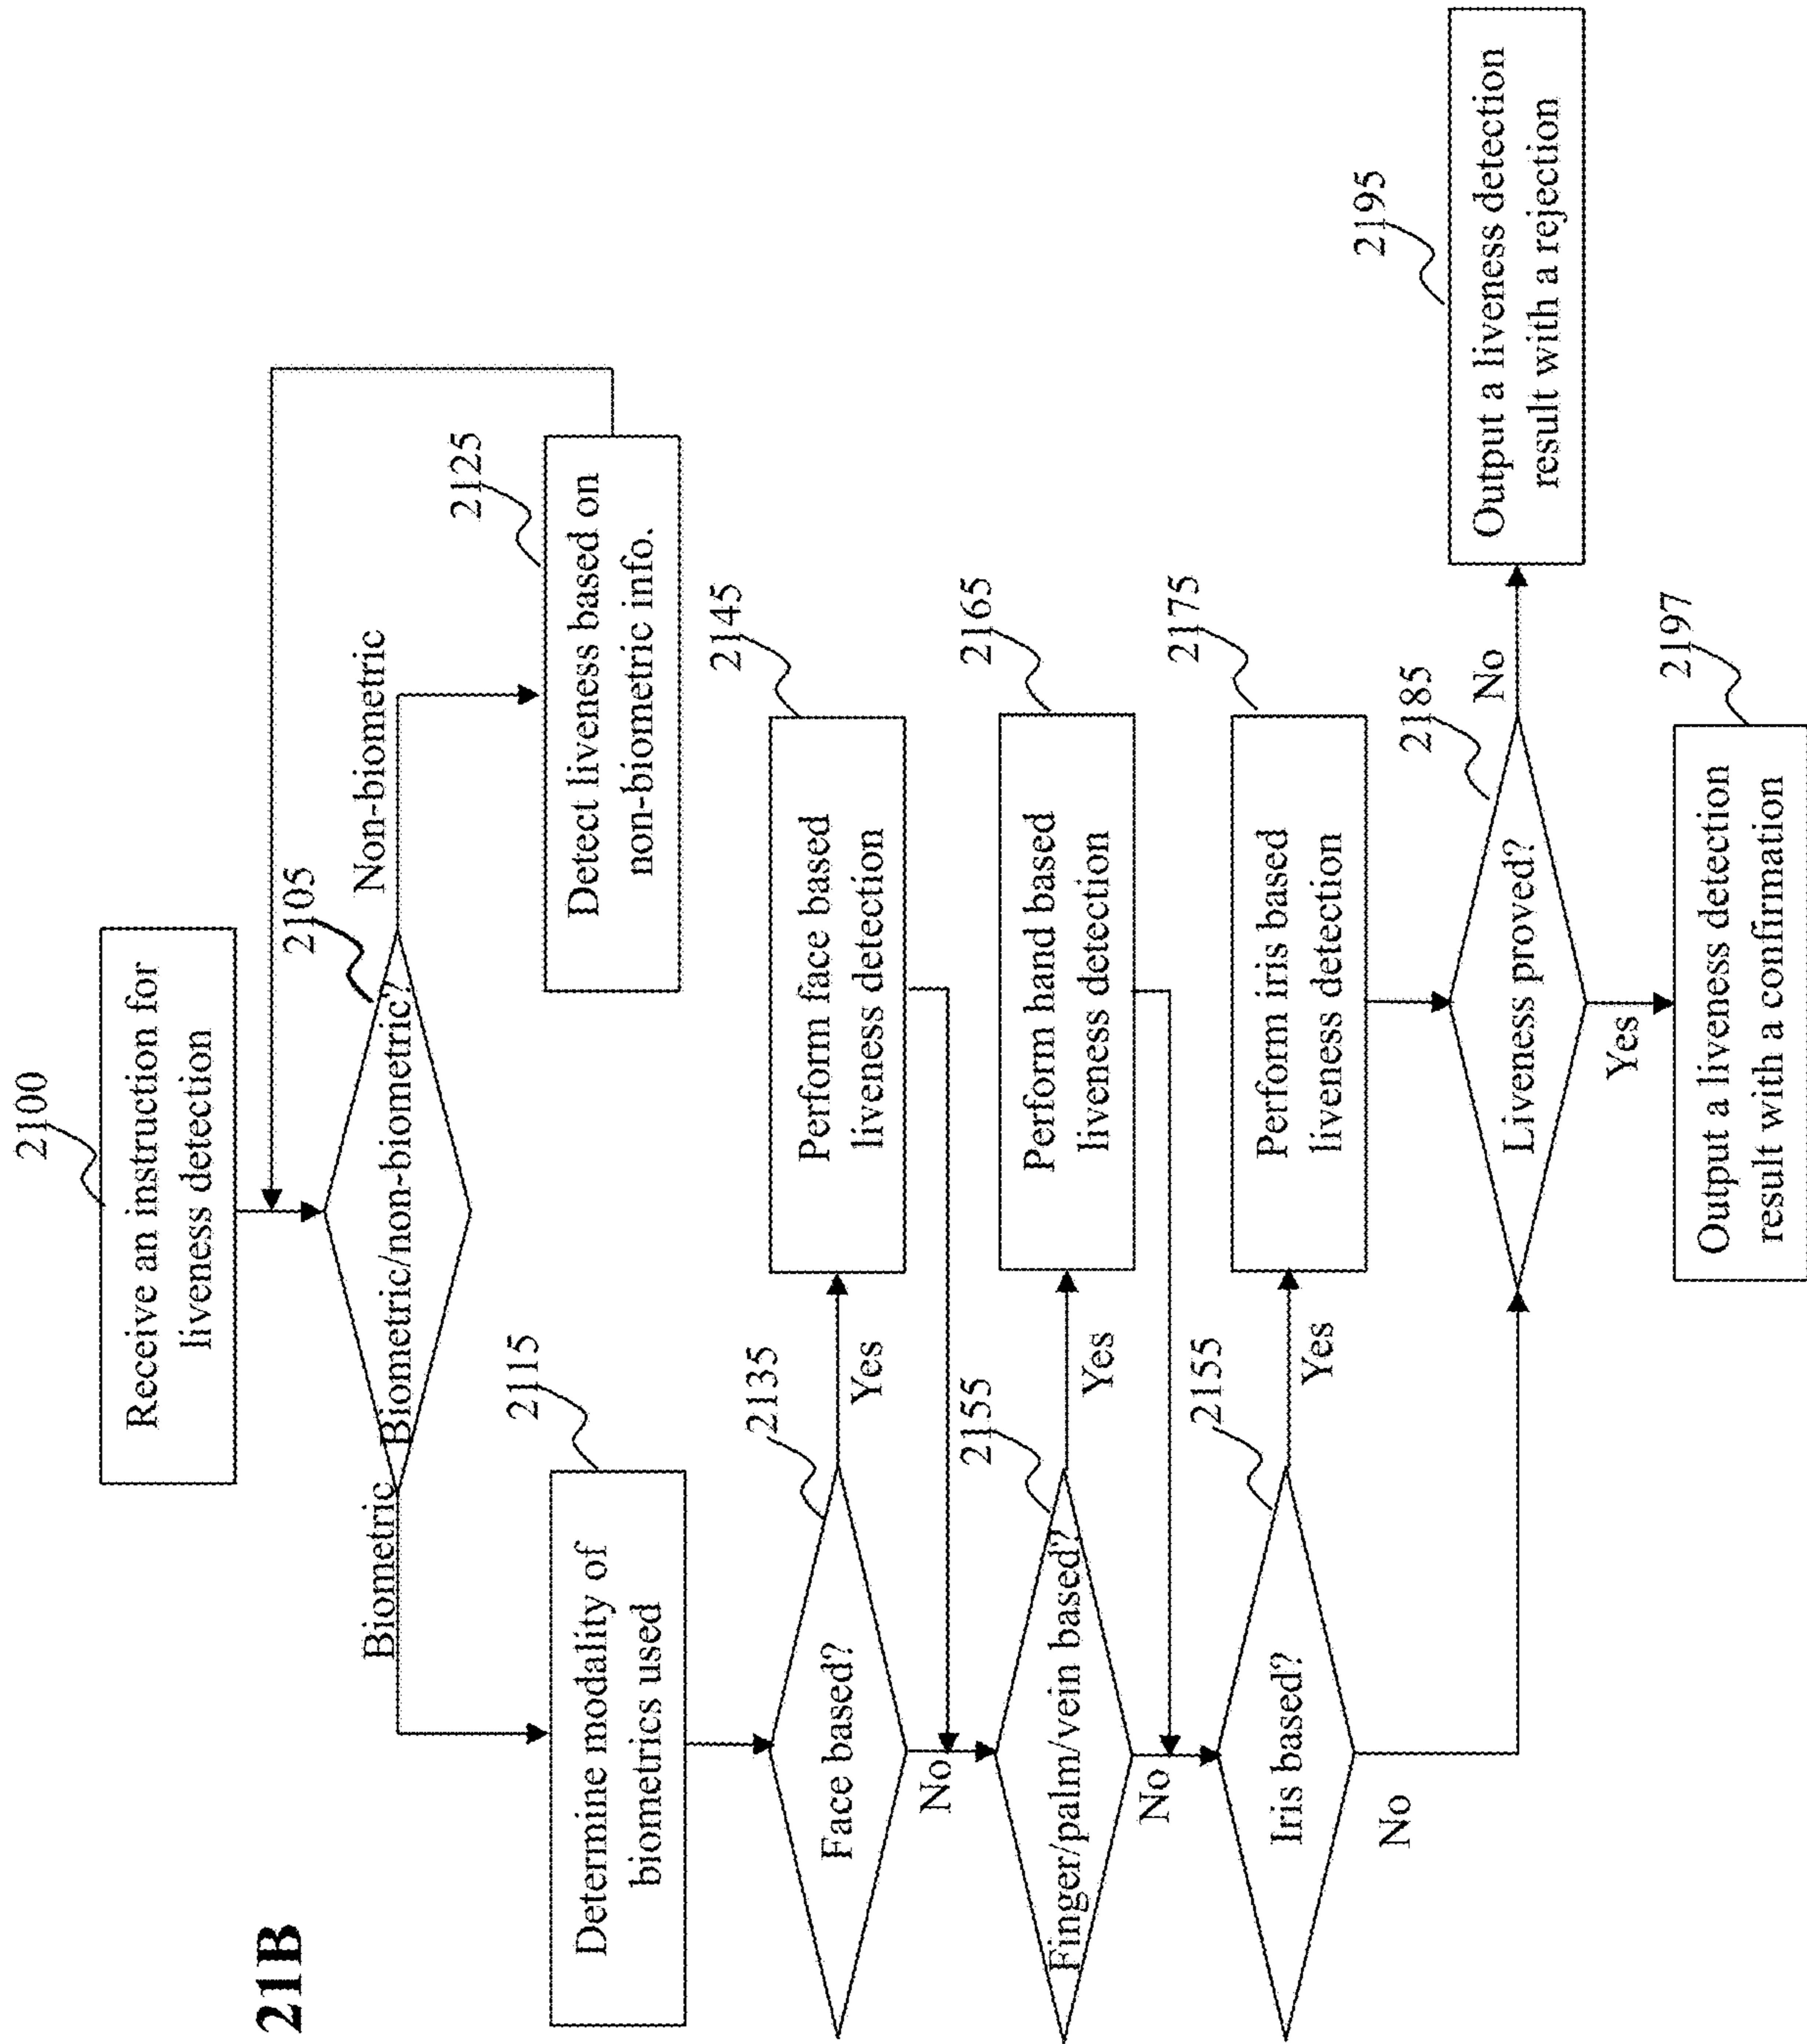 21B
2100
Receive an instruction for
liveness detection
2105
Biometric/non-biometric?
Biometric
Non-biometric
2115
Determine modality of
biometrics used
2125
Detect liveness based on
non-biometric info.
2135
Face based?
Yes
No
2145
Perform face based
liveness detection
2155
Finger/palm/vein based?
Yes
No
2165
Perform hand based
liveness detection
2155
Iris based?
Yes
No
2175
Perform iris based
liveness detection
2185
Liveness proved?
No
Yes
2195
Output a liveness detection
result with a rejection
2197
Output a liveness detection
result with a confirmation